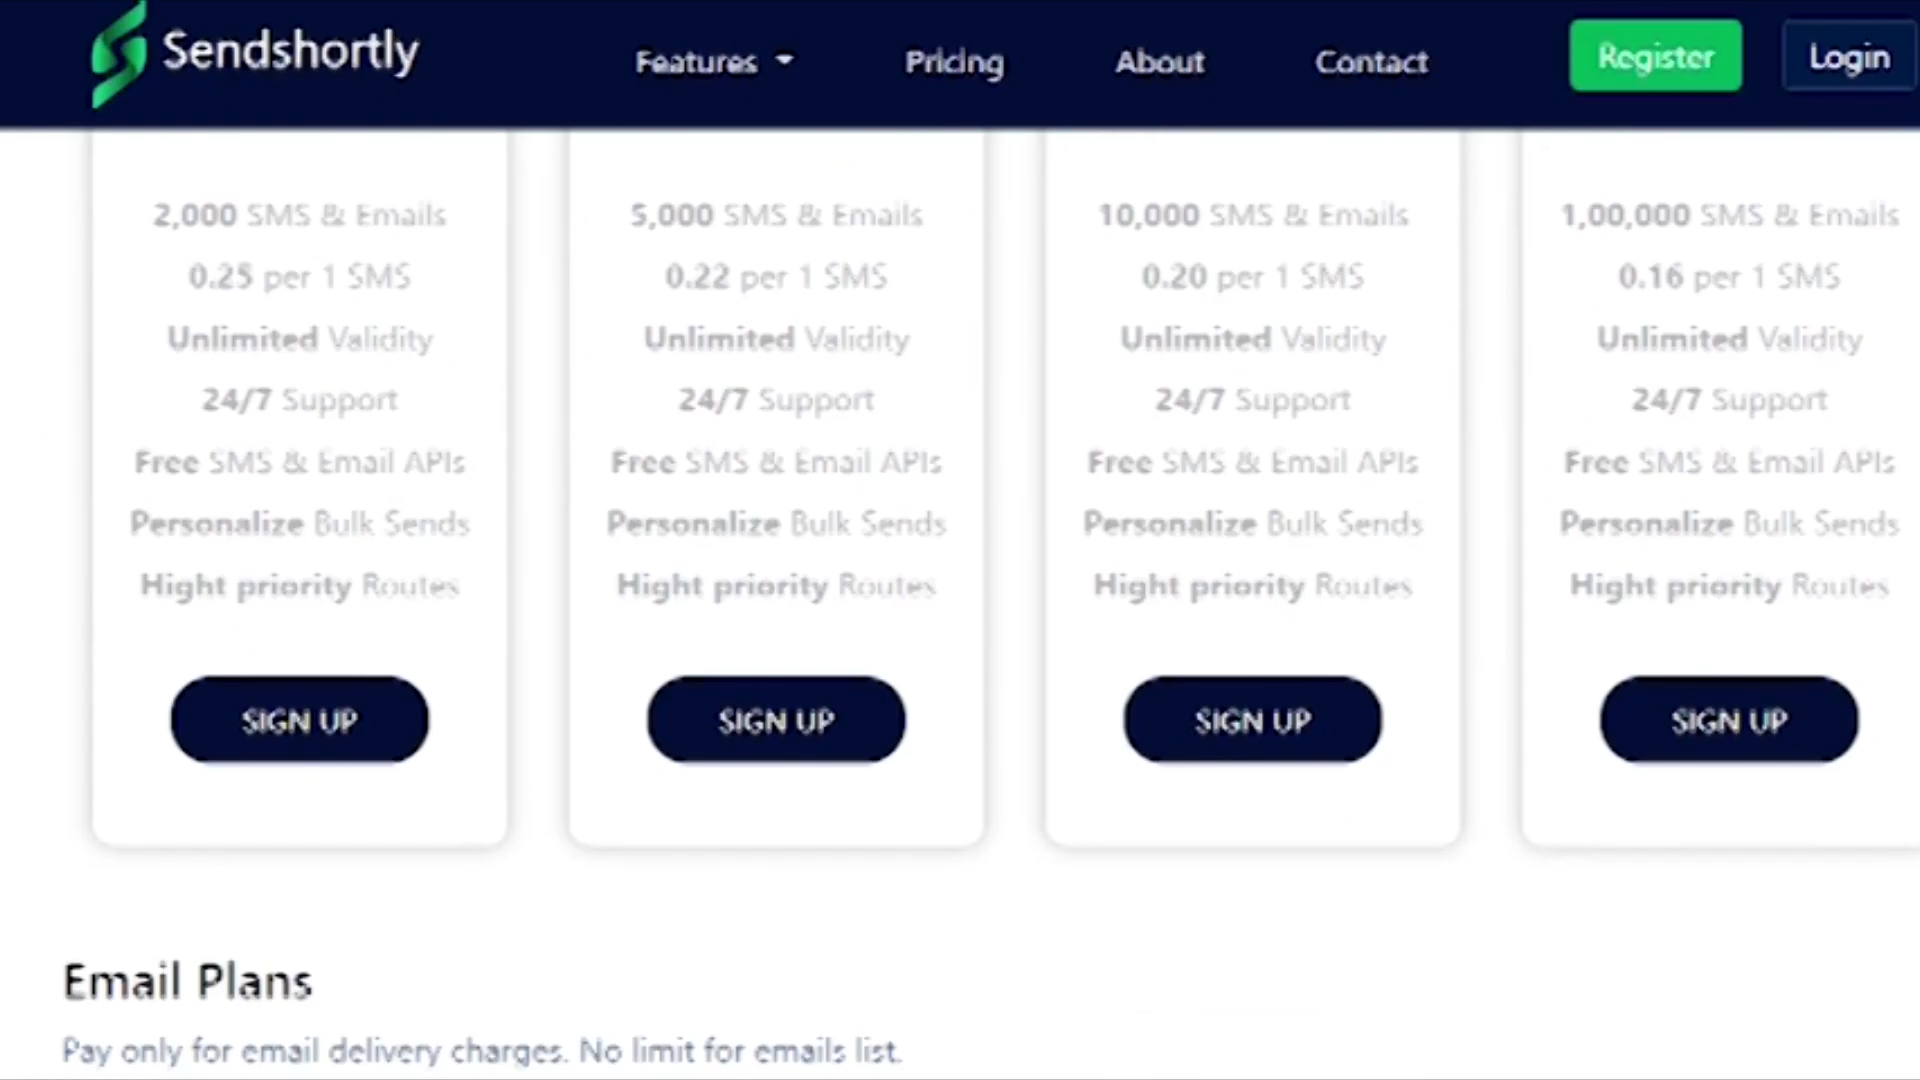 Sendshortly
Features
Pricing
About
Contact
Register
Login
2,000 SMS & Emails
0.25 per 1 SMS
Unlimited Validity
24/7 Support
Free SMS & Email APIs
Personalize Bulk Sends
Hight priority Routes
SIGN UP
5,000 SMS & Emails
0.22 per 1 SMS
Unlimited Validity
24/7 Support
Free SMS & Email APIs
Personalize Bulk Sends
Hight priority Routes
SIGN UP
10,000 SMS & Emails
0.20 per 1 SMS
Unlimited Validity
24/7 Support
Free SMS & Email APIs
Personalize Bulk Sends
Hight priority Routes
SIGN UP
1,00,000 SMS & Emails
0.16 per 1 SMS
Unlimited Validity
24/7 Support
Free SMS & Email APIs
Personalize Bulk Sends
Hight priority Routes
SIGN UP
Email Plans
Pay only for email delivery charges. No limit for emails list.